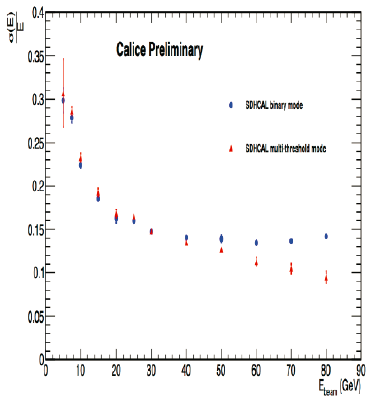 σ(E)
E
0.4
Calice Preliminary
0.35
0.3
SDHCAL binary mode
0.25
SDHCAL multi-threshold mode
0.2
0.15
0.1
0.05
0
0 10 20 30 40 50 60 70 80 90
E_beam (GeV)